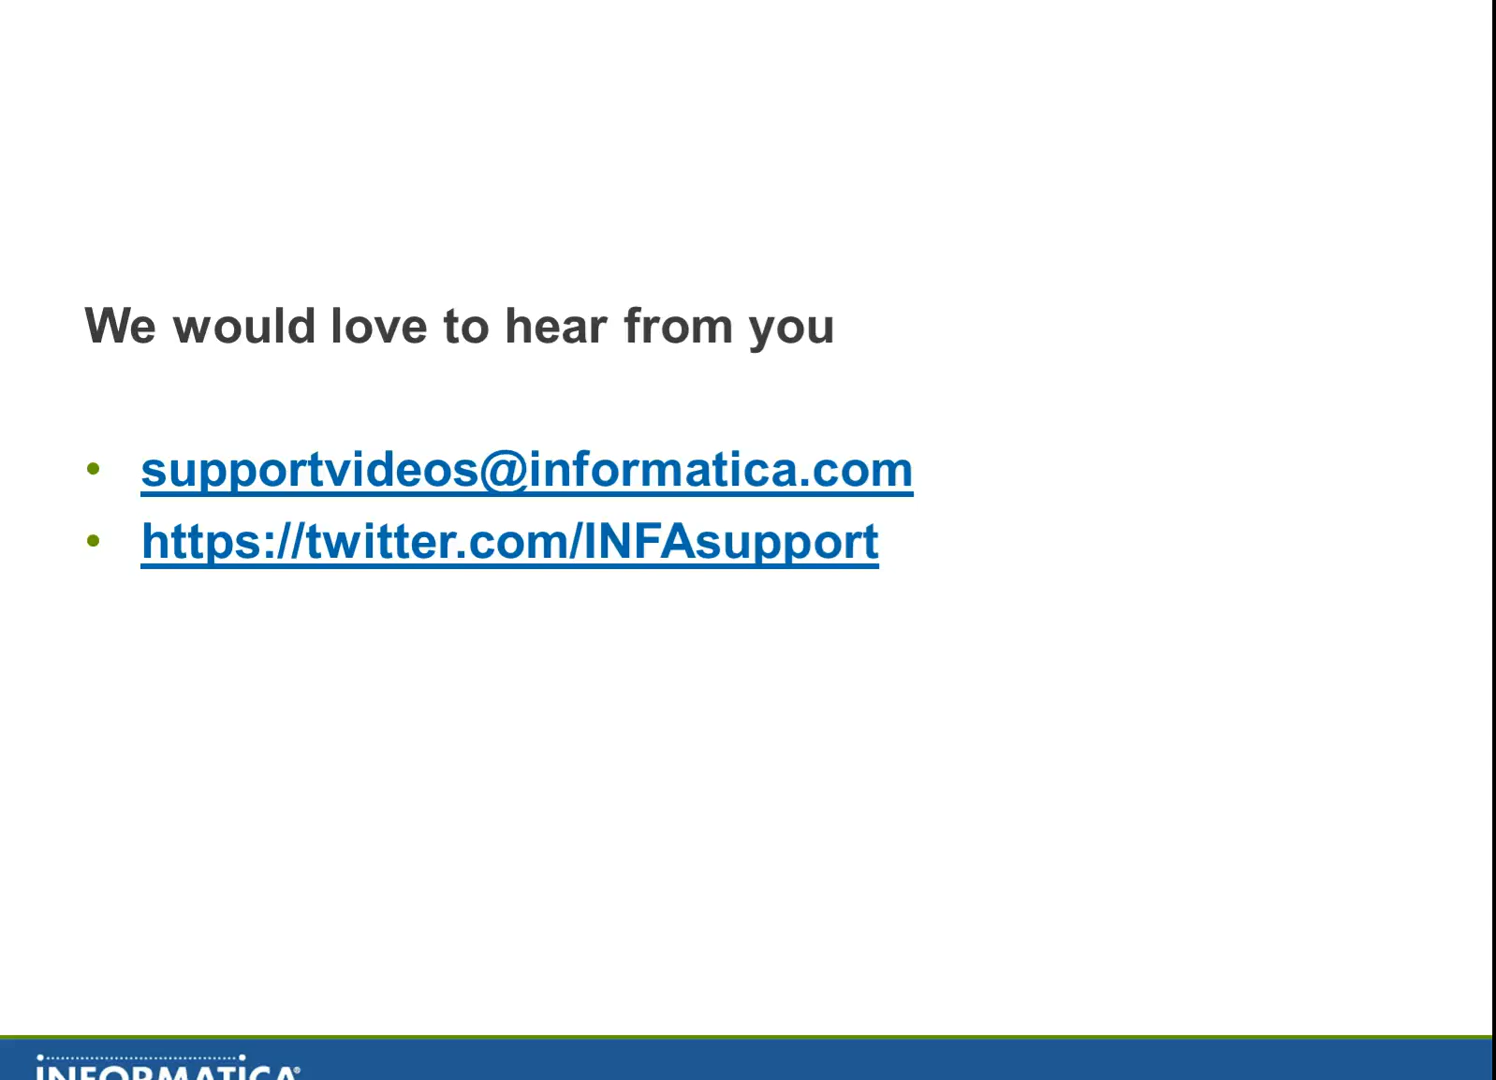 We would love to hear from you
• supportvideos@informatica.com
• https://twitter.com/INFAsupport
INFORMATICA®